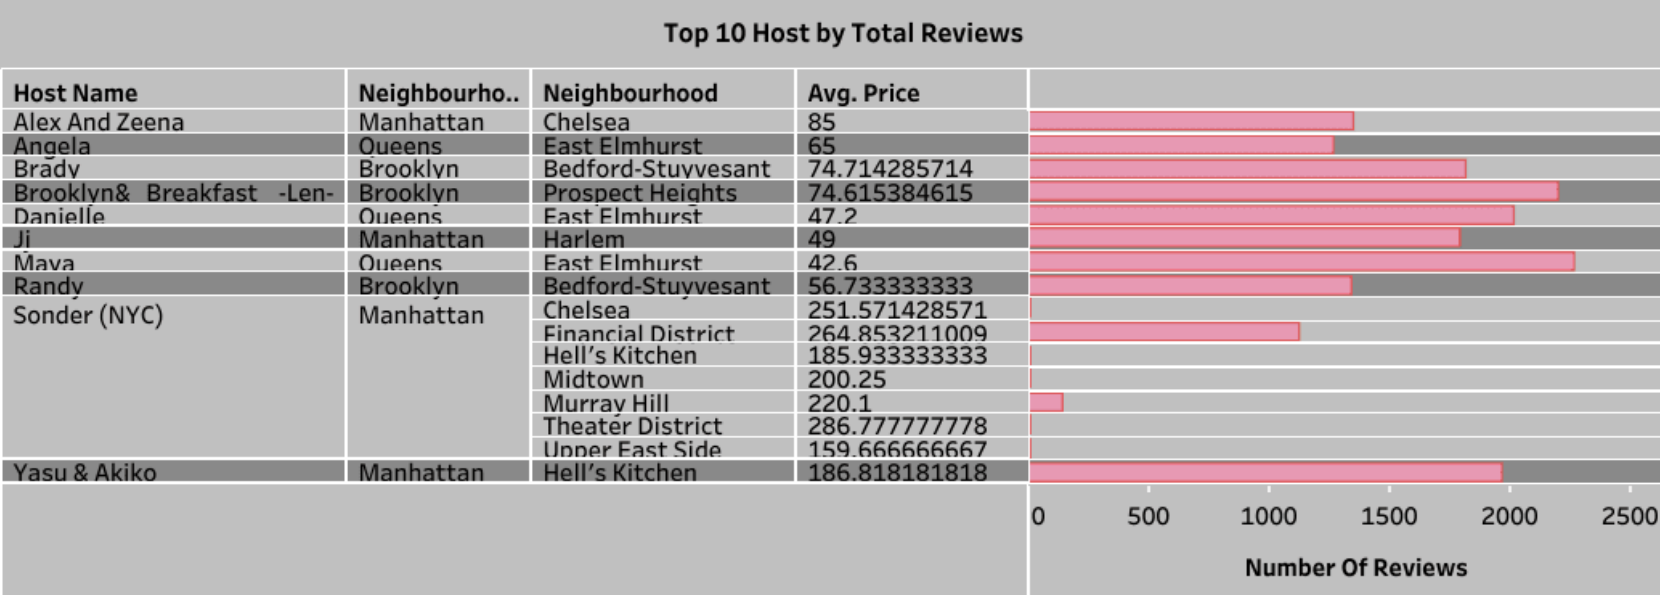 Top 10 Host by Total Reviews
Host Name Neighbourho.. Neighbourhood Avg. Price
Alex And Zeena Manhattan Chelsea 85
Angela Queens East Elmhurst 65
Brady Brooklyn Bedford-Stuyvesant 74.714285714
Brooklyn& Breakfast -Len- Brooklyn Prospect Heights 74.615384615
Danielle Queens East Elmhurst 47.2
Ji Manhattan Harlem 49
Maya Queens East Elmhurst 42.6
Randy Brooklyn Bedford-Stuyvesant 56.733333333
Sonder (NYC) Manhattan Chelsea 251.571428571
Financial District 264.853211009
Hell's Kitchen 185.933333333
Midtown 200.25
Murray Hill 220.1
Theater District 286.777777778
Upper East Side 159.666666667
Yasu & Akiko Manhattan Hell's Kitchen 186.818181818
0 500 1000 1500 2000 2500
Number Of Reviews